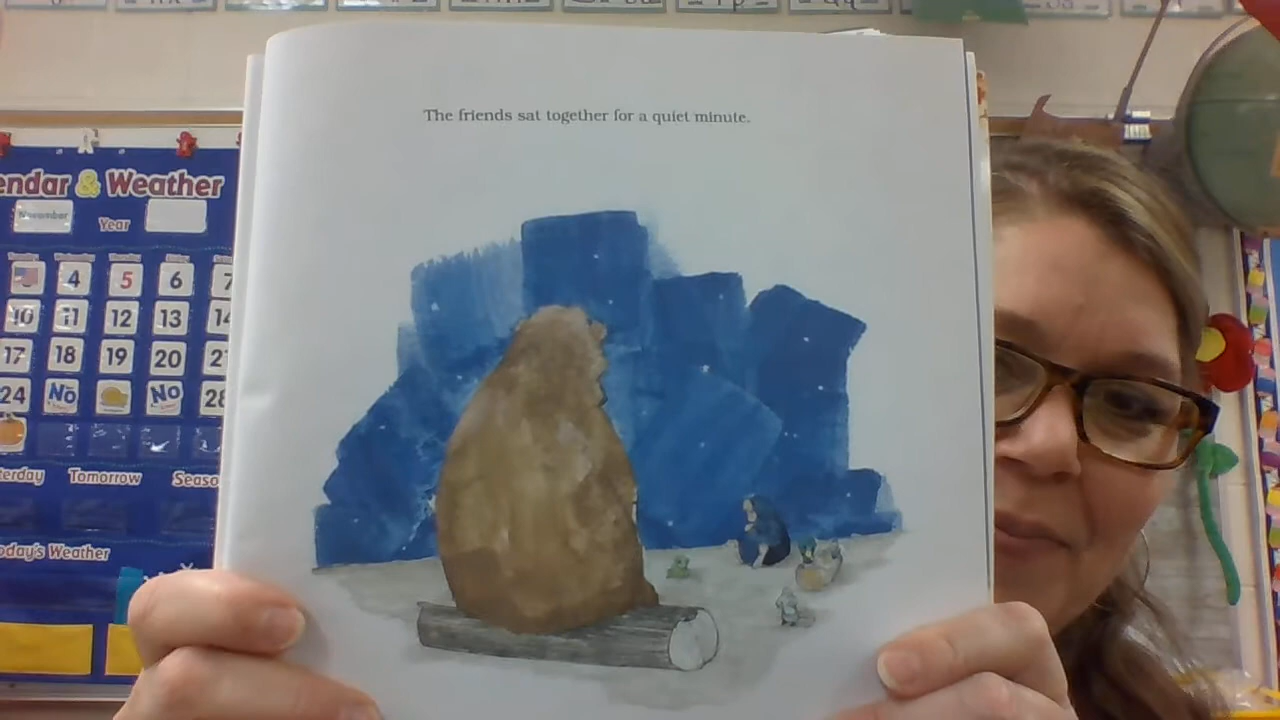 The friends sat together for a quiet minute.
endar & Weather
November
Year
4 5 6 7
10 11 12 13 14
17 18 19 20 21
24 No No 28
terday Tomorrow Seaso
oday's Weather